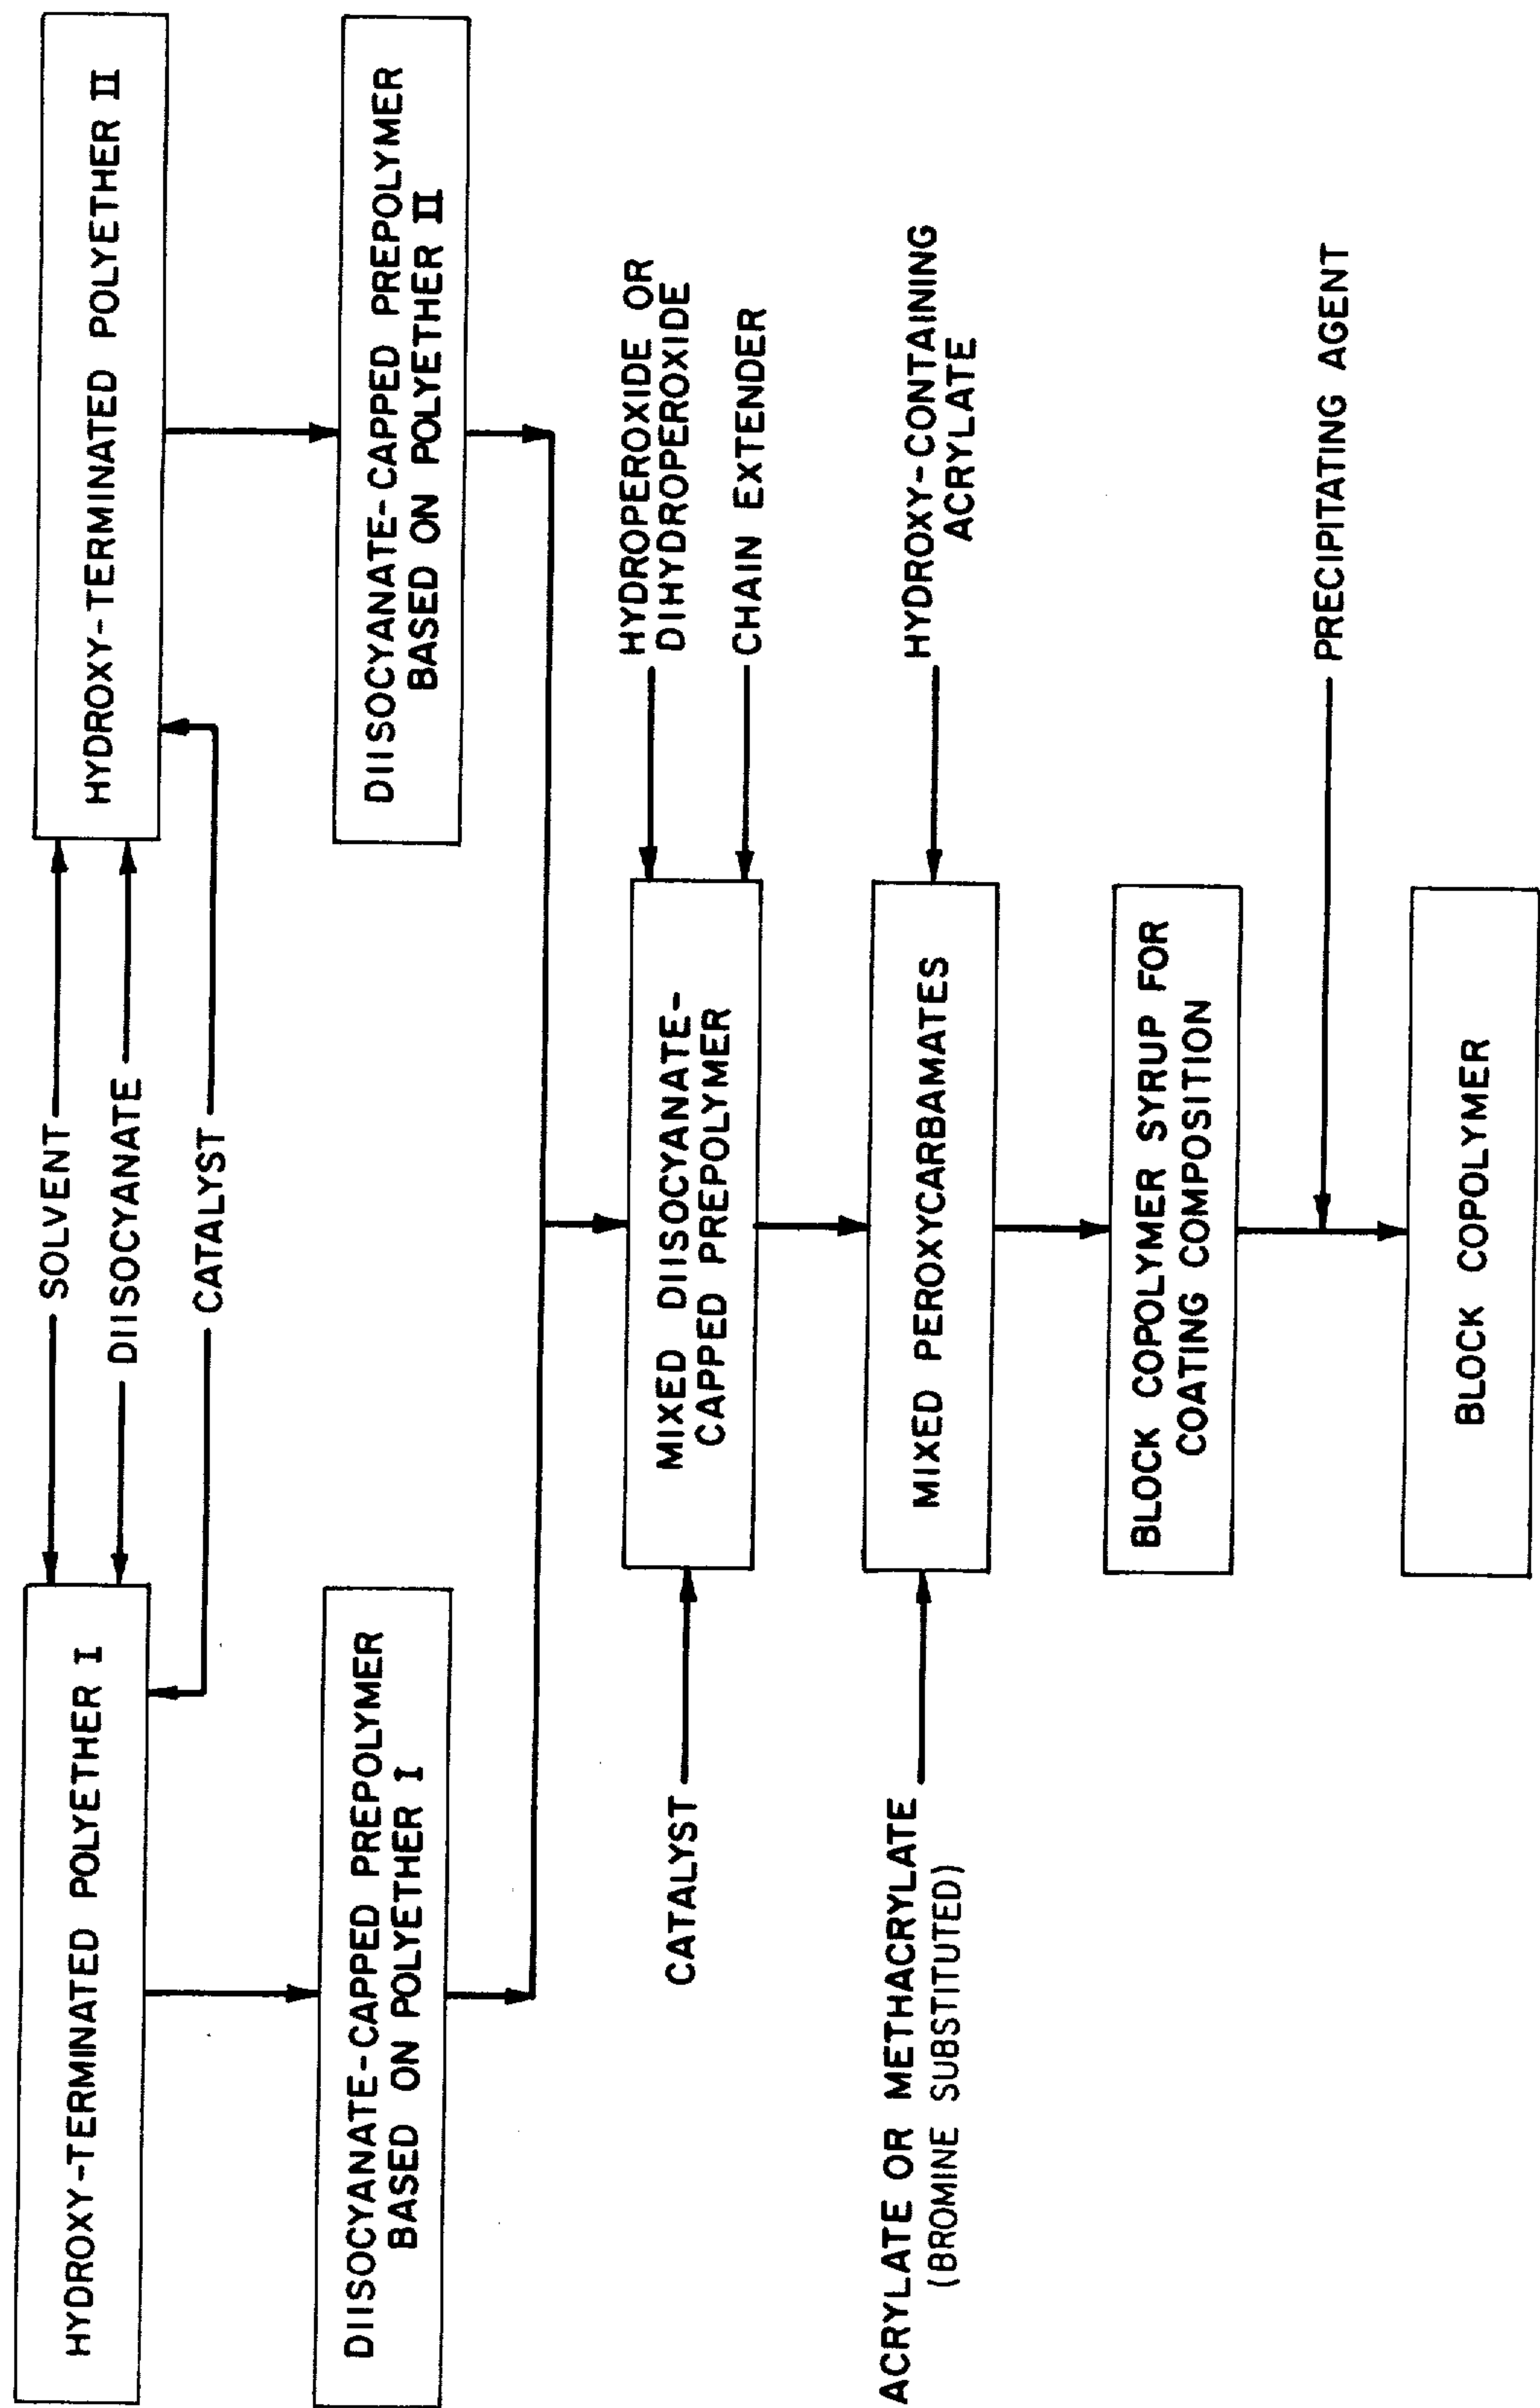 HYDROXY-TERMINATED POLYETHER I
SOLVENT
DIISOCYANATE
CATALYST
HYDROXY-TERMINATED POLYETHER II
DIISOCYANATE-CAPPED PREPOLYMER
BASED ON POLYETHER I
DIISOCYANATE-CAPPED PREPOLYMER
BASED ON POLYETHER II
CATALYST
MIXED DIISOCYANATE-
CAPPED PREPOLYMER
HYDROPEROXIDE OR
DIHYDROPEROXIDE
CHAIN EXTENDER
ACRYLATE OR METHACRYLATE
(BROMINE SUBSTITUTED)
MIXED PEROXYCARBAMATES
HYDROXY-CONTAINING
ACRYLATE
BLOCK COPOLYMER SYRUP FOR
COATING COMPOSITION
PRECIPITATING AGENT
BLOCK COPOLYMER